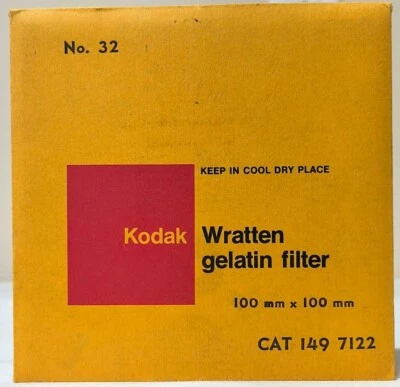 No. 32
KEEP IN COOL DRY PLACE
Kodak Wratten
gelatin filter
100 mm x 100 mm
CAT 149 7122